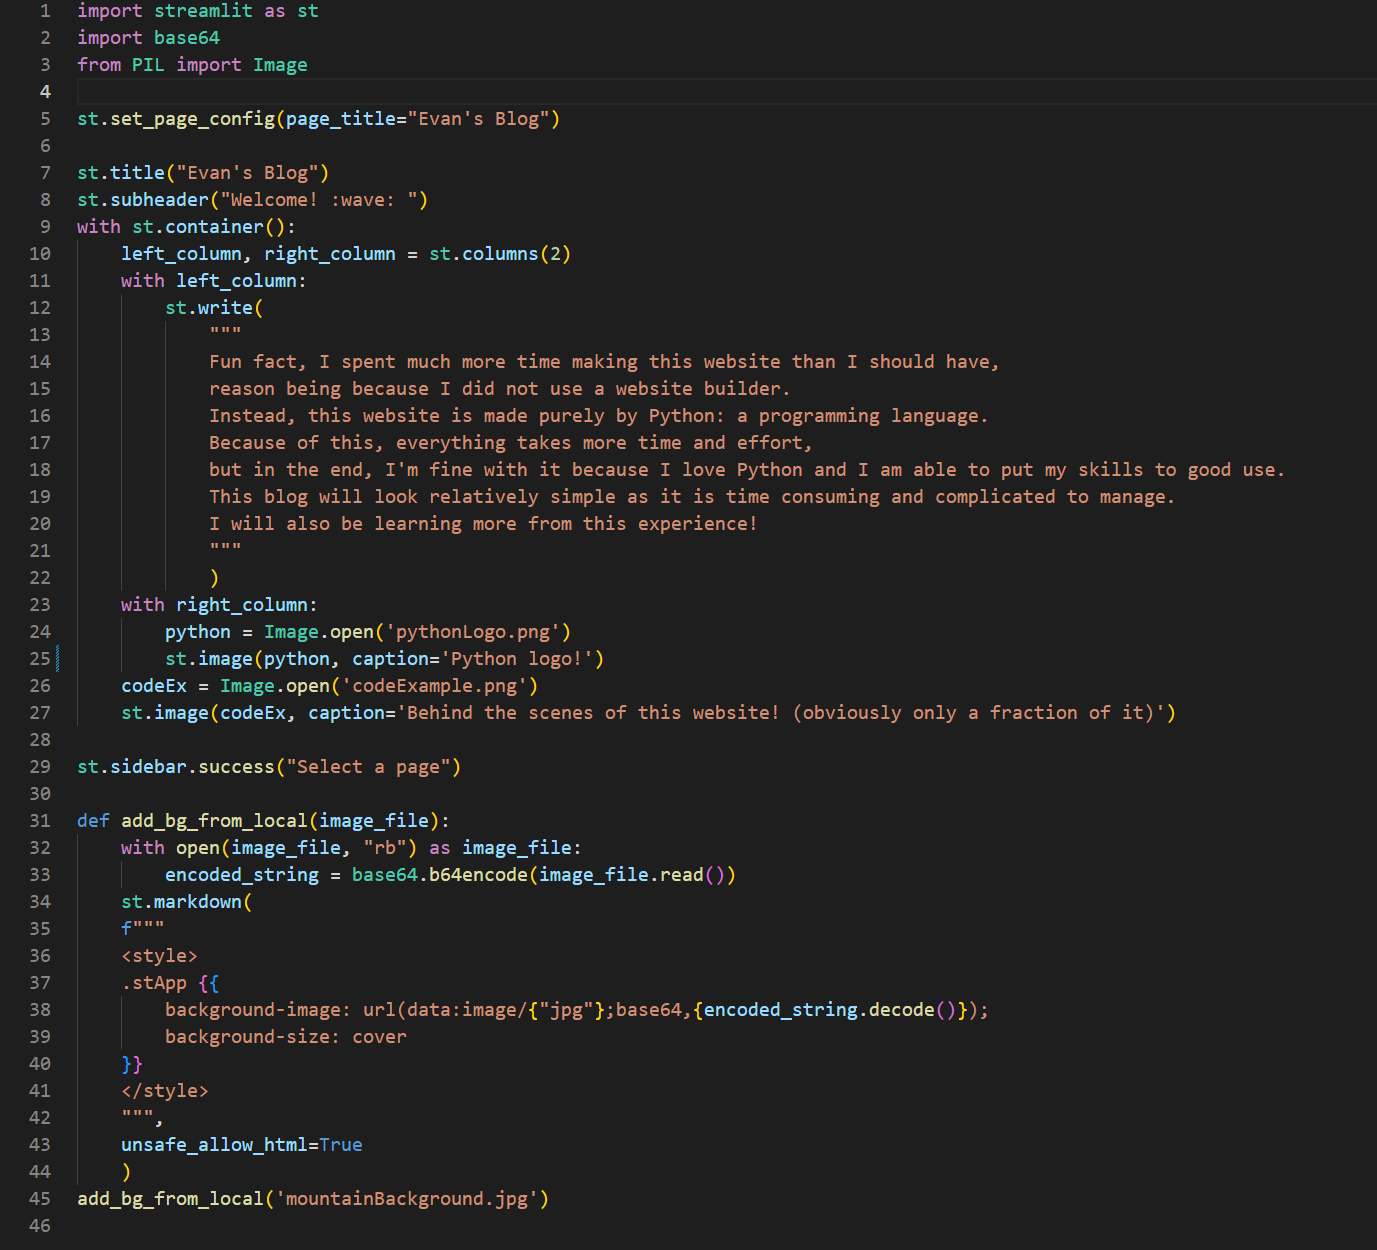 1 import streamlit as st
2 import base64
3 from PIL import Image
4
5 st.set_page_config(page_title="Evan's Blog")
6
7 st.title("Evan's Blog")
8 st.subheader("Welcome! :wave: ")
9 with st.container():
10     left_column, right_column = st.columns(2)
11     with left_column:
12         st.write(
13             """
14             Fun fact, I spent much more time making this website than I should have,
15             reason being because I did not use a website builder.
16             Instead, this website is made purely by Python: a programming language.
17             Because of this, everything takes more time and effort,
18             but in the end, I'm fine with it because I love Python and I am able to put my skills to good use.
19             This blog will look relatively simple as it is time consuming and complicated to manage.
20             I will also be learning more from this experience!
21             """
22             )
23     with right_column:
24         python = Image.open('pythonLogo.png')
25         st.image(python, caption='Python logo!')
26     codeEx = Image.open('codeExample.png')
27     st.image(codeEx, caption='Behind the scenes of this website! (obviously only a fraction of it)')
28
29 st.sidebar.success("Select a page")
30
31 def add_bg_from_local(image_file):
32     with open(image_file, "rb") as image_file:
33         encoded_string = base64.b64encode(image_file.read())
34     st.markdown(
35     f"""
36     <style>
37     .stApp {{
38         background-image: url(data:image/{"jpg"};base64,{encoded_string.decode()});
39         background-size: cover
40     }}
41     </style>
42     """,
43     unsafe_allow_html=True
44     )
45 add_bg_from_local('mountainBackground.jpg')
46